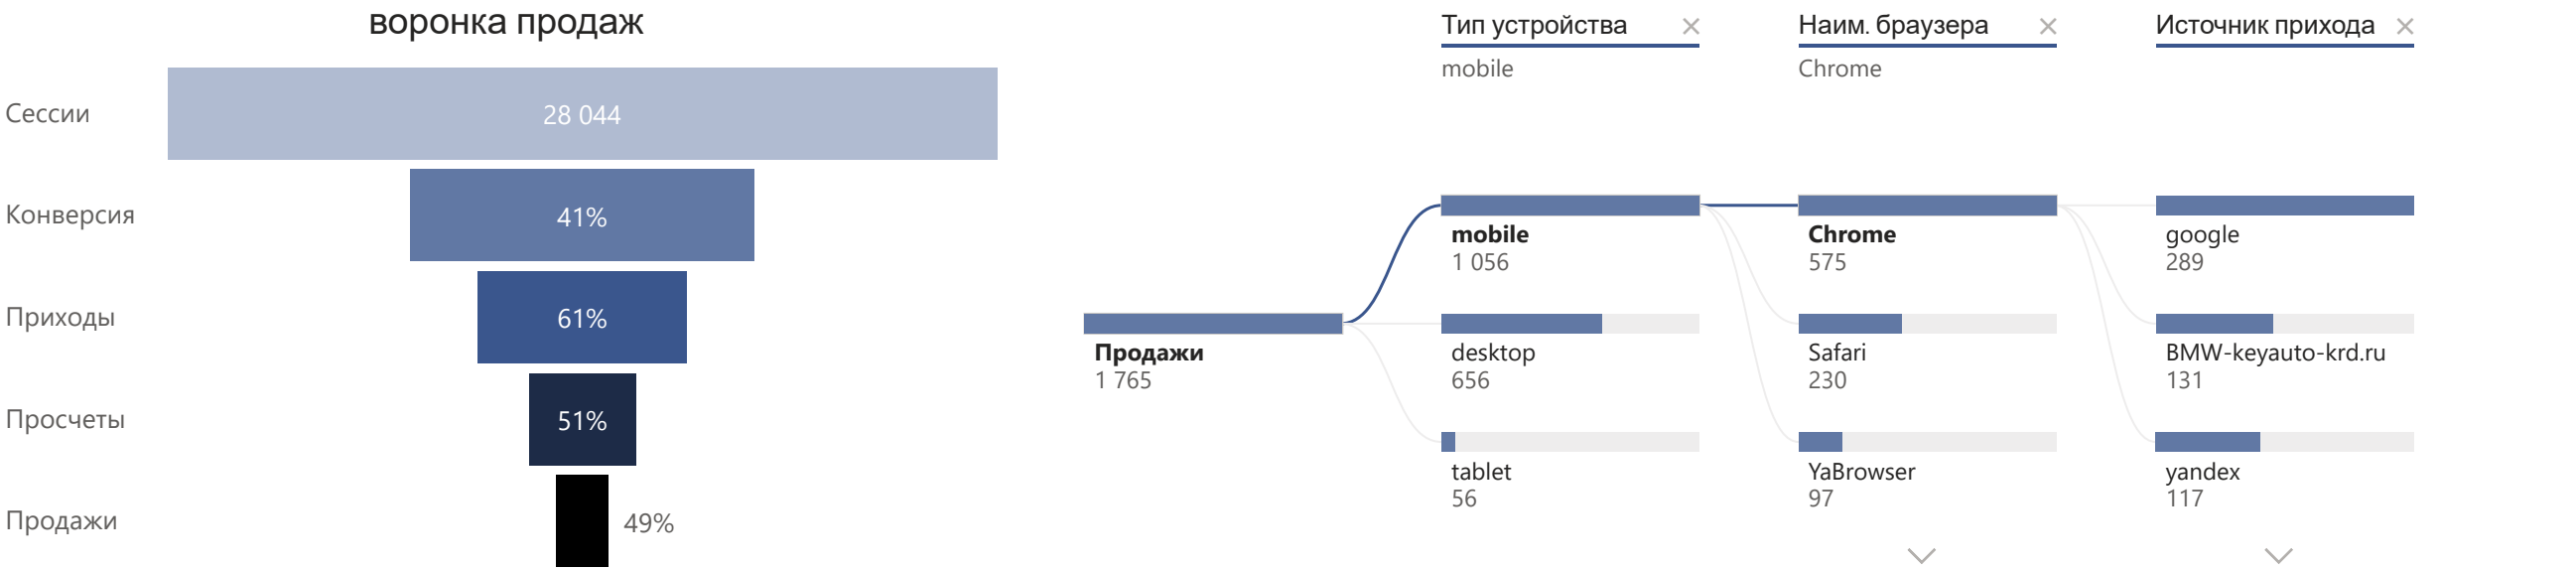 воронка продаж
Сессии
28 044
Конверсия
41%
Приходы
61%
Просчеты
51%
Продажи
49%
Тип устройства
mobile
Наим. браузера
Chrome
Источник прихода
Продажи
1 765
mobile
1 056
desktop
656
tablet
56
Chrome
575
Safari
230
YaBrowser
97
google
289
BMW-keyauto-krd.ru
131
yandex
117